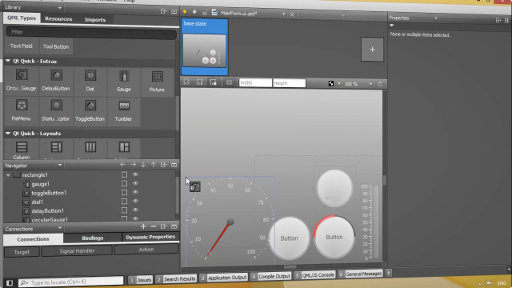 Library
QML Types
Resources
Imports
Filter
Text Field
Tool Button
Qt Quick - Extras
Circu...Gauge
DelayButton
Dial
Gauge
Picture
PieMenu
Statu...cator
ToggleButton
Tumbler
Qt Quick - Layouts
Column
Navigator
rectangle1
gauge1
toggleButton1
dial1
delayButton1
circularGauge1
Connections
Connections
Bindings
Dynamic Properties
Target
Signal Handler
Action
Type to locate (Ctrl+K)
MainForm.ui.qml*
base state
Width
Height
100 %
Properties
None or multiple items selected.
Button
Button
1 Issues
2 Search Results
3 Application Output
4 Compile Output
5 QML/JS Console
6 General Messages